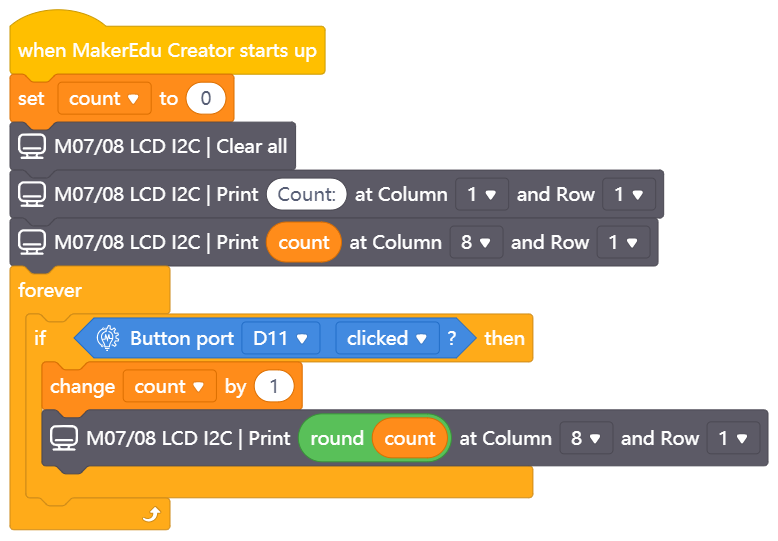 when MakerEdu Creator starts up
set count to 0
M07/08 LCD I2C | Clear all
M07/08 LCD I2C | Print Count: at Column 1 and Row 1
M07/08 LCD I2C | Print count at Column 8 and Row 1
forever
if Button port D11 clicked ? then
change count by 1
M07/08 LCD I2C | Print round count at Column 8 and Row 1